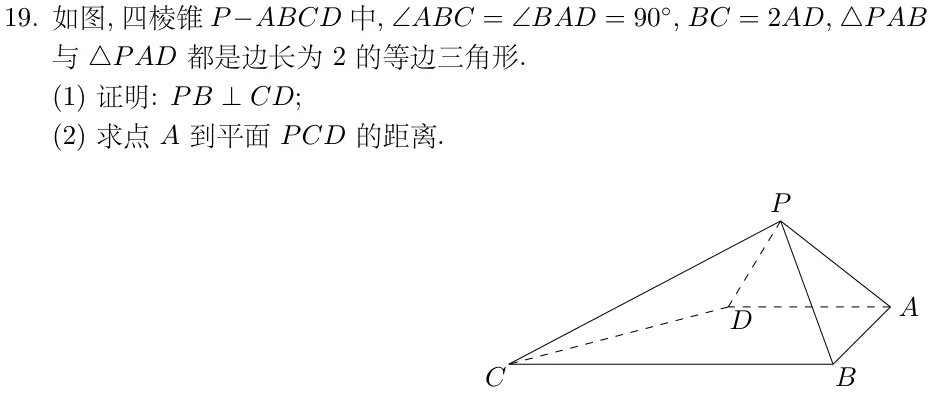 19. 如图, 四棱锥 P−ABCD 中, ∠ABC = ∠BAD = 90°, BC = 2AD, △PAB
与 △PAD 都是边长为 2 的等边三角形.
(1) 证明: PB ⊥ CD;
(2) 求点 A 到平面 PCD 的距离.
P
D
A
C
B